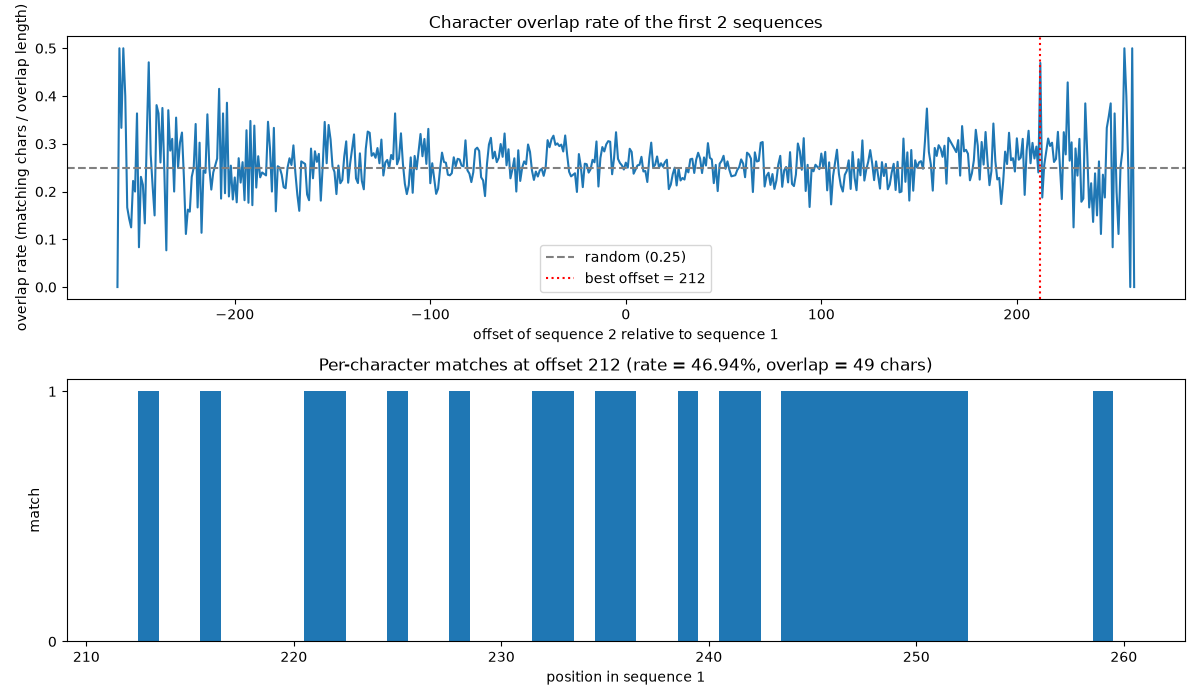 Character overlap rate of the first 2 sequences
overlap rate (matching chars / overlap length)
0.5
0.4
0.3
0.2
0.1
0.0
random (0.25)
best offset = 212
−200
−100
0
100
200
offset of sequence 2 relative to sequence 1
Per-character matches at offset 212 (rate = 46.94%, overlap = 49 chars)
match
1
0
210
220
230
240
250
260
position in sequence 1